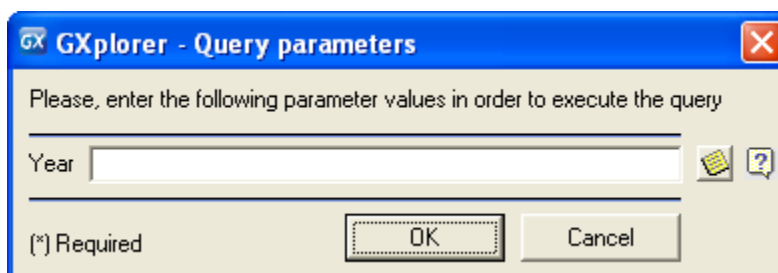 GX GXplorer - Query parameters
Please, enter the following parameter values in order to execute the query
Year
?
(*) Required OK Cancel